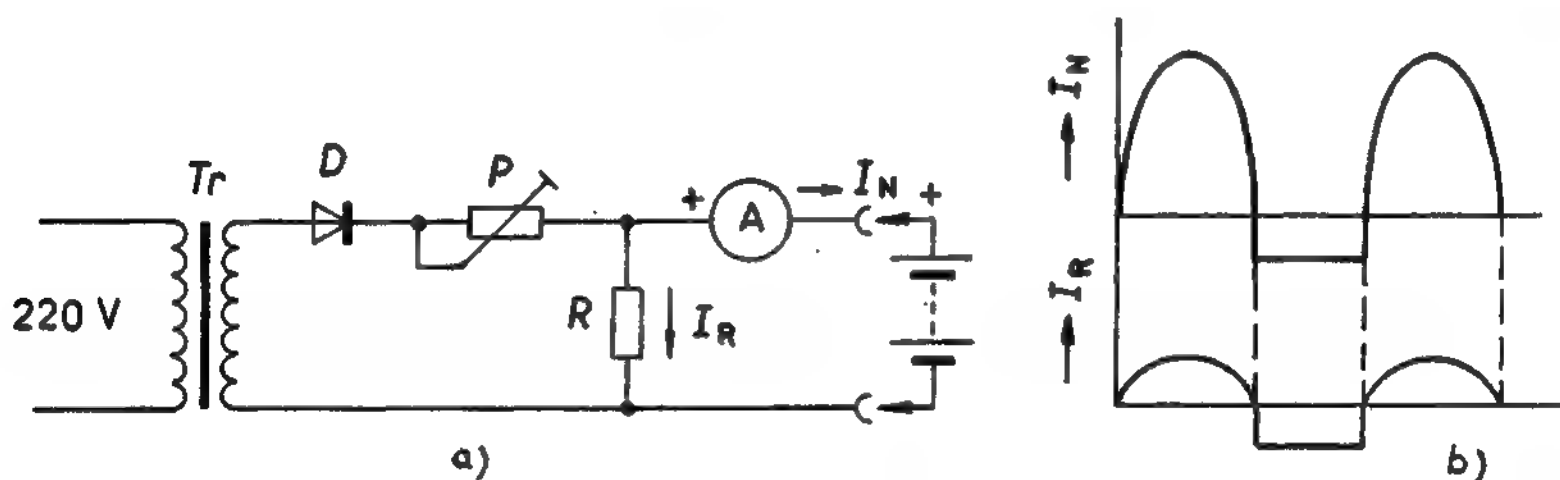 Tr
D
P
+
A
I_N
+
220 V
R
I_R
a)
I_N
I_R
b)